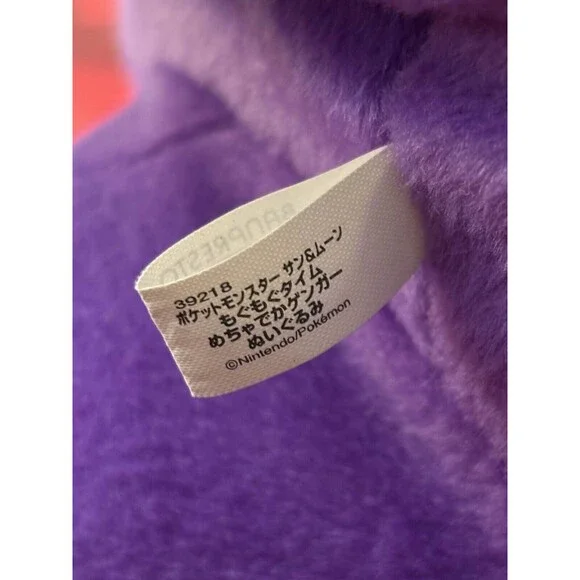 BANPRESTO
39218
ポケットモンスター サン&ムーン
もぐもぐタイム
めちゃでかゲンガー
ぬいぐるみ
©Nintendo/Pokémon